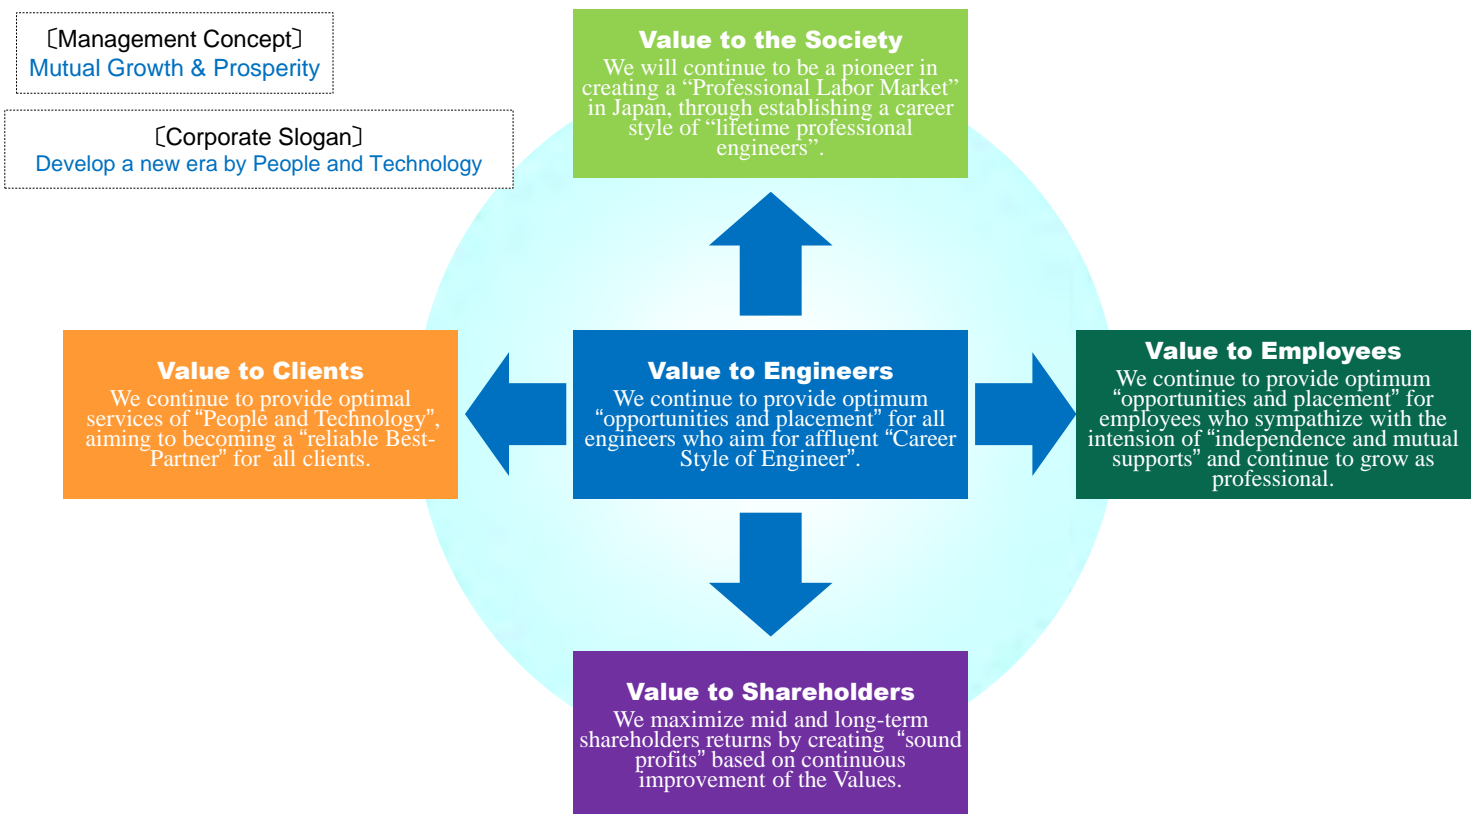 〔Management Concept〕
Mutual Growth & Prosperity
〔Corporate Slogan〕
Develop a new era by People and Technology
Value to the Society
We will continue to be a pioneer in
creating a “Professional Labor Market”
in Japan, through establishing a career
style of “lifetime professional
engineers”.
Value to Clients
We continue to provide optimal
services of “People and Technology”,
aiming to becoming a “reliable Best-
Partner” for all clients.
Value to Engineers
We continue to provide optimum
“opportunities and placement” for all
engineers who aim for affluent “Career
Style of Engineer”.
Value to Employees
We continue to provide optimum
“opportunities and placement” for
employees who sympathize with the
intension of “independence and mutual
supports” and continue to grow as
professional.
Value to Shareholders
We maximize mid and long-term
shareholders returns by creating “sound
profits” based on continuous
improvement of the Values.